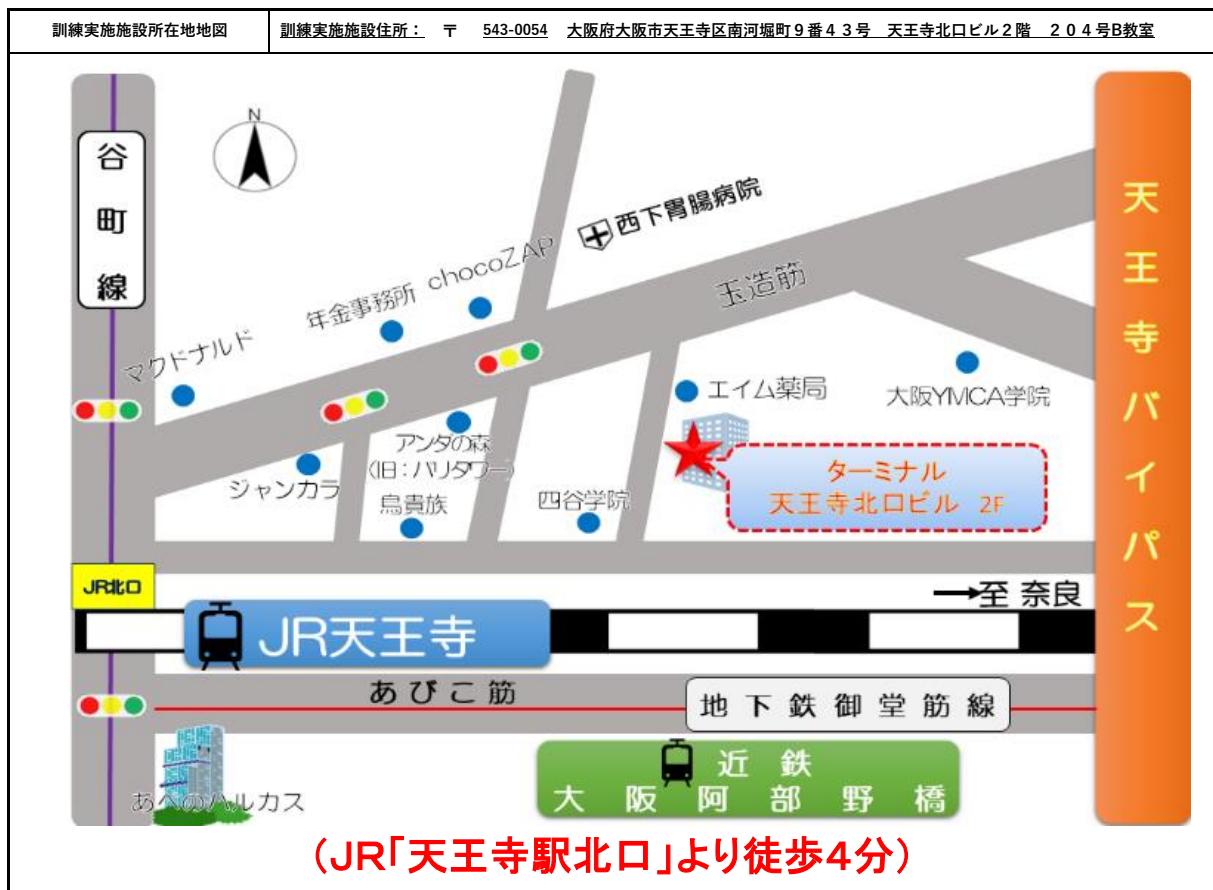 訓練実施施設所在地地図
訓練実施施設住所： 〒 543-0054 大阪府大阪市天王寺区南河堀町９番４３号 天王寺北口ビル２階 ２０４号B教室
N
谷町線
天王寺バイパス
西下胃腸病院
chocoZAP
年金事務所
玉造筋
マクドナルド
エイム薬局
大阪YMCA学院
アンタの森
（旧：バリタワー）
ジャンカラ
鳥貴族
四谷学院
ターミナル
天王寺北口ビル 2F
JR北口
→至 奈良
JR天王寺
あびこ筋
地下鉄御堂筋線
近鉄
大阪阿部野橋
あべのハルカス
（JR「天王寺駅北口」より徒歩4分）